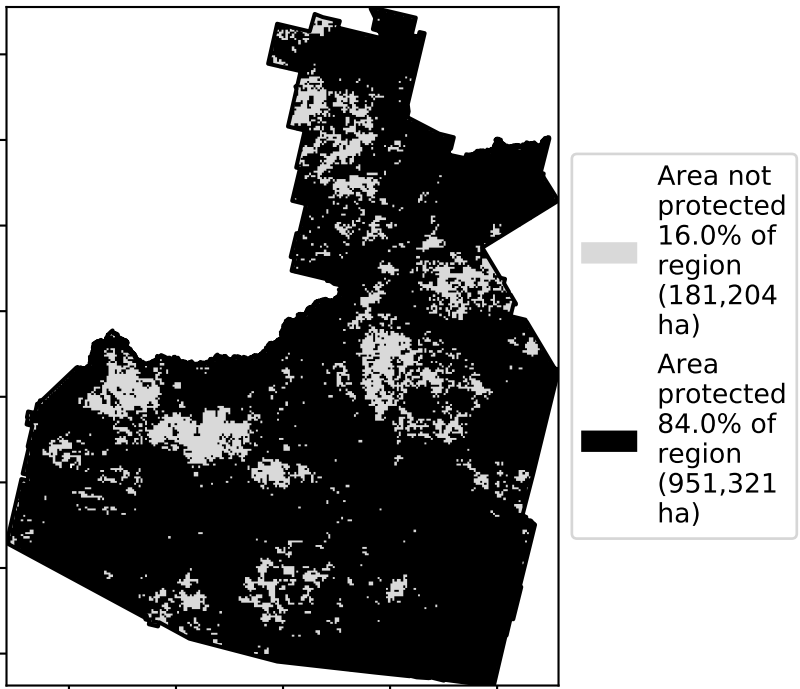 Area not
protected
16.0% of
region
(181,204
ha)
Area
protected
84.0% of
region
(951,321
ha)